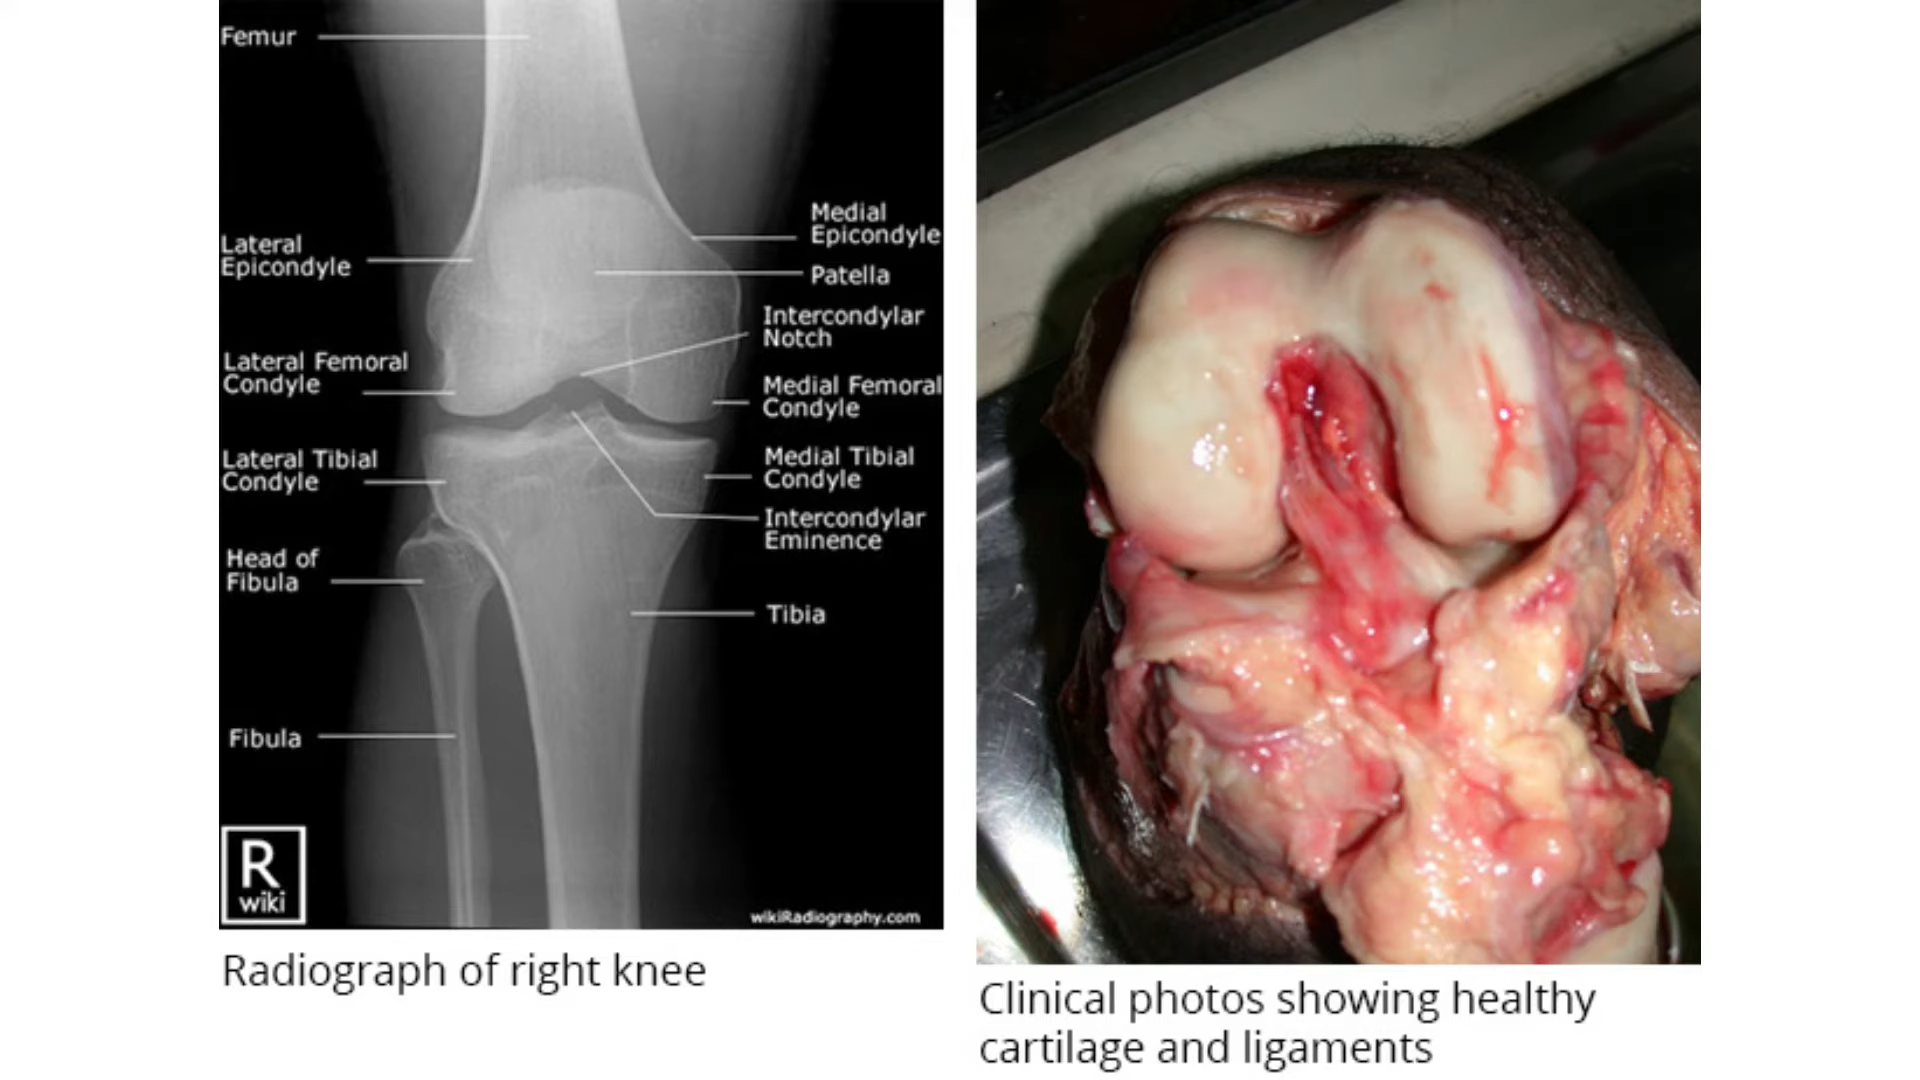 Femur
Medial
Epicondyle
Lateral
Epicondyle
Patella
Intercondylar
Notch
Lateral Femoral
Condyle
Medial Femoral
Condyle
Lateral Tibial
Condyle
Medial Tibial
Condyle
Intercondylar
Eminence
Head of
Fibula
Tibia
Fibula
R
wiki
wikiRadiography.com
Radiograph of right knee
Clinical photos showing healthy
cartilage and ligaments